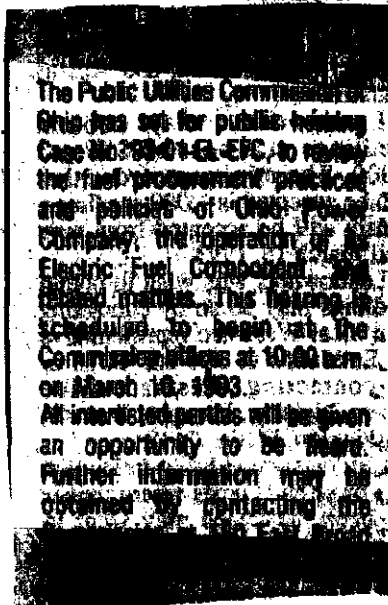 The Public Utilities Commission of
Ohio has set for public hearing
Case No. 93-01-EL-EFC, to review
the fuel procurement practices
and policies of Ohio Power
Company, the operation of its
Electric Fuel Component, and
related matters. This hearing is
scheduled to begin at the
Commission offices at 10:00 a.m.
on March 10, 1993.
All interested parties will be given
an opportunity to be heard.
Further information may be
obtained by contacting the
East Broad